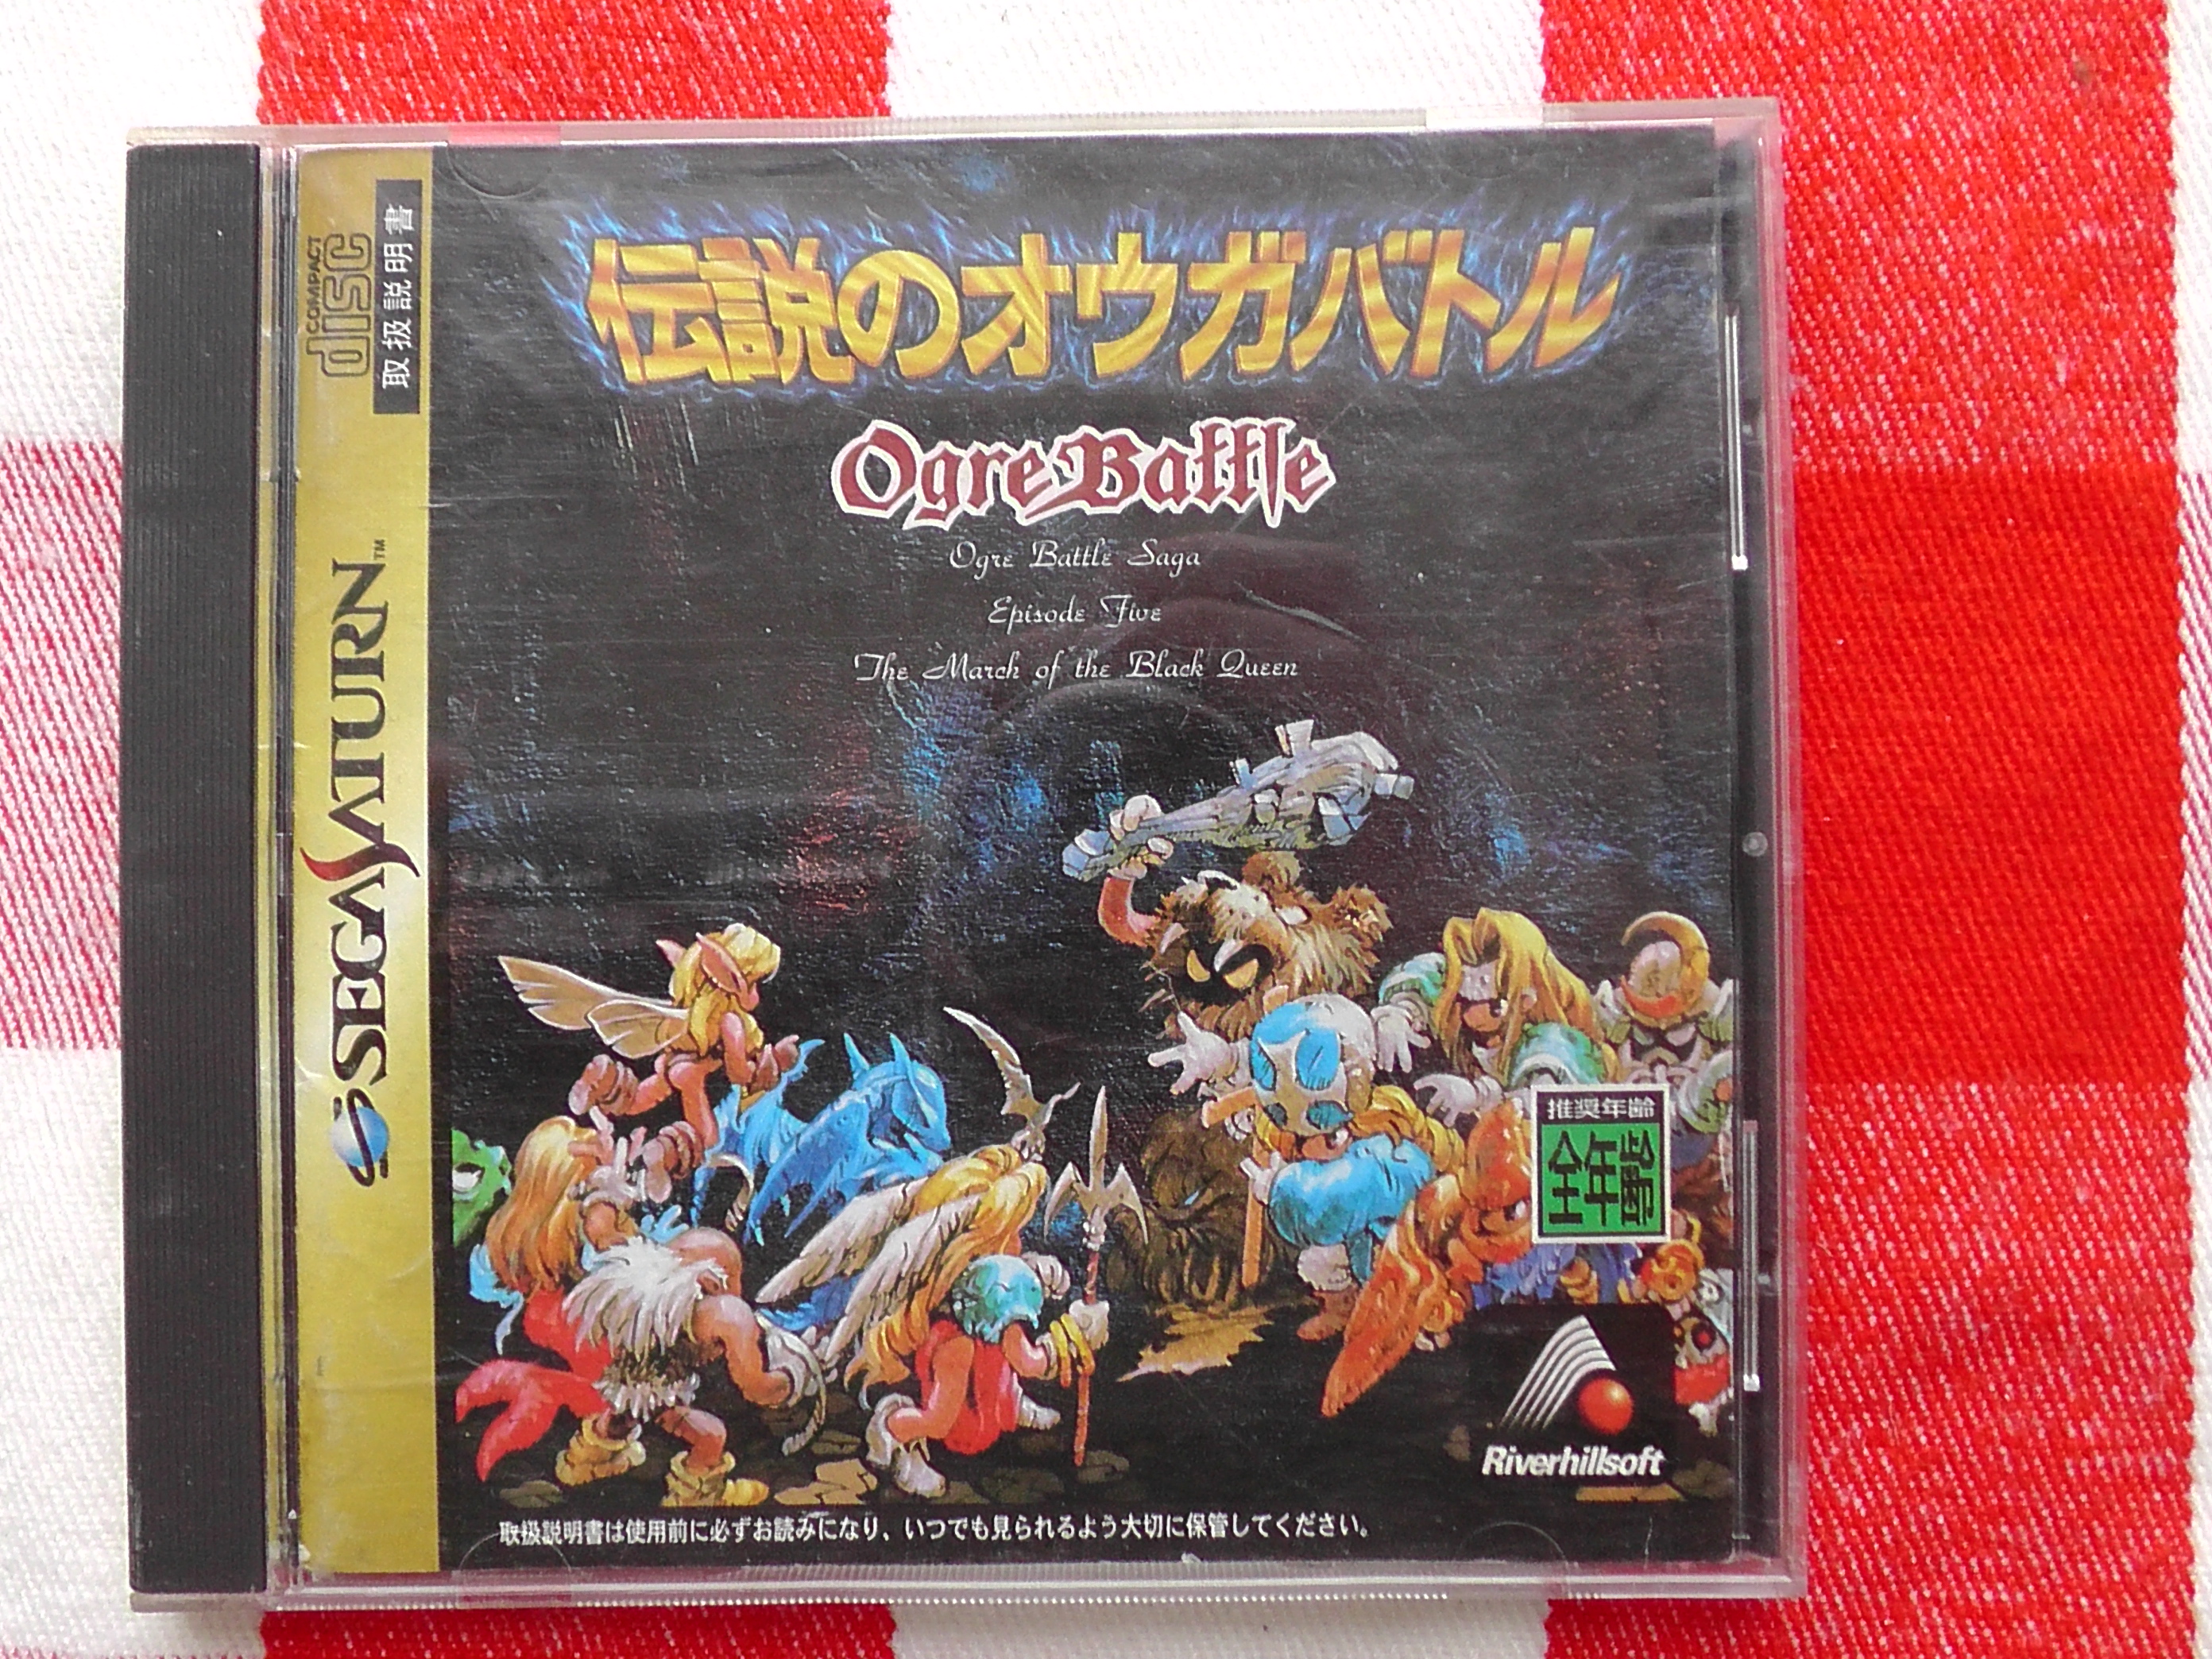 COMPACT
disc
取扱説明書
SEGA SATURN™
伝説のオウガバトル
Ogre Battle
Ogre Battle Saga
Episode Five
The March of the Black Queen
推奨年齢
全年齢
Riverhillsoft
取扱説明書は使用前に必ずお読みになり、いつでも見られるよう大切に保管してください。